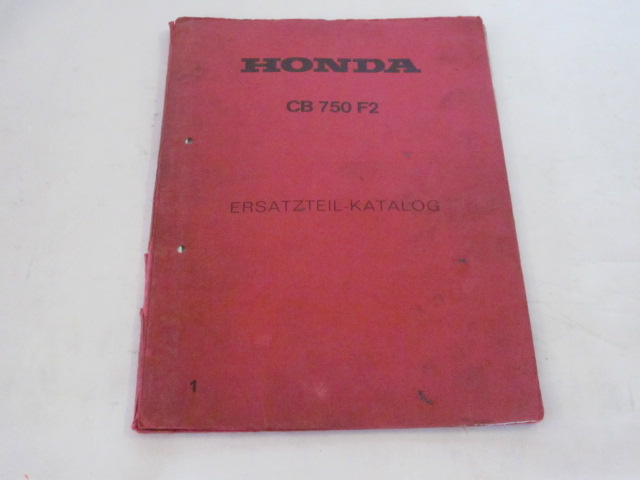 HONDA
CB 750 F2
ERSATZTEIL-KATALOG
1